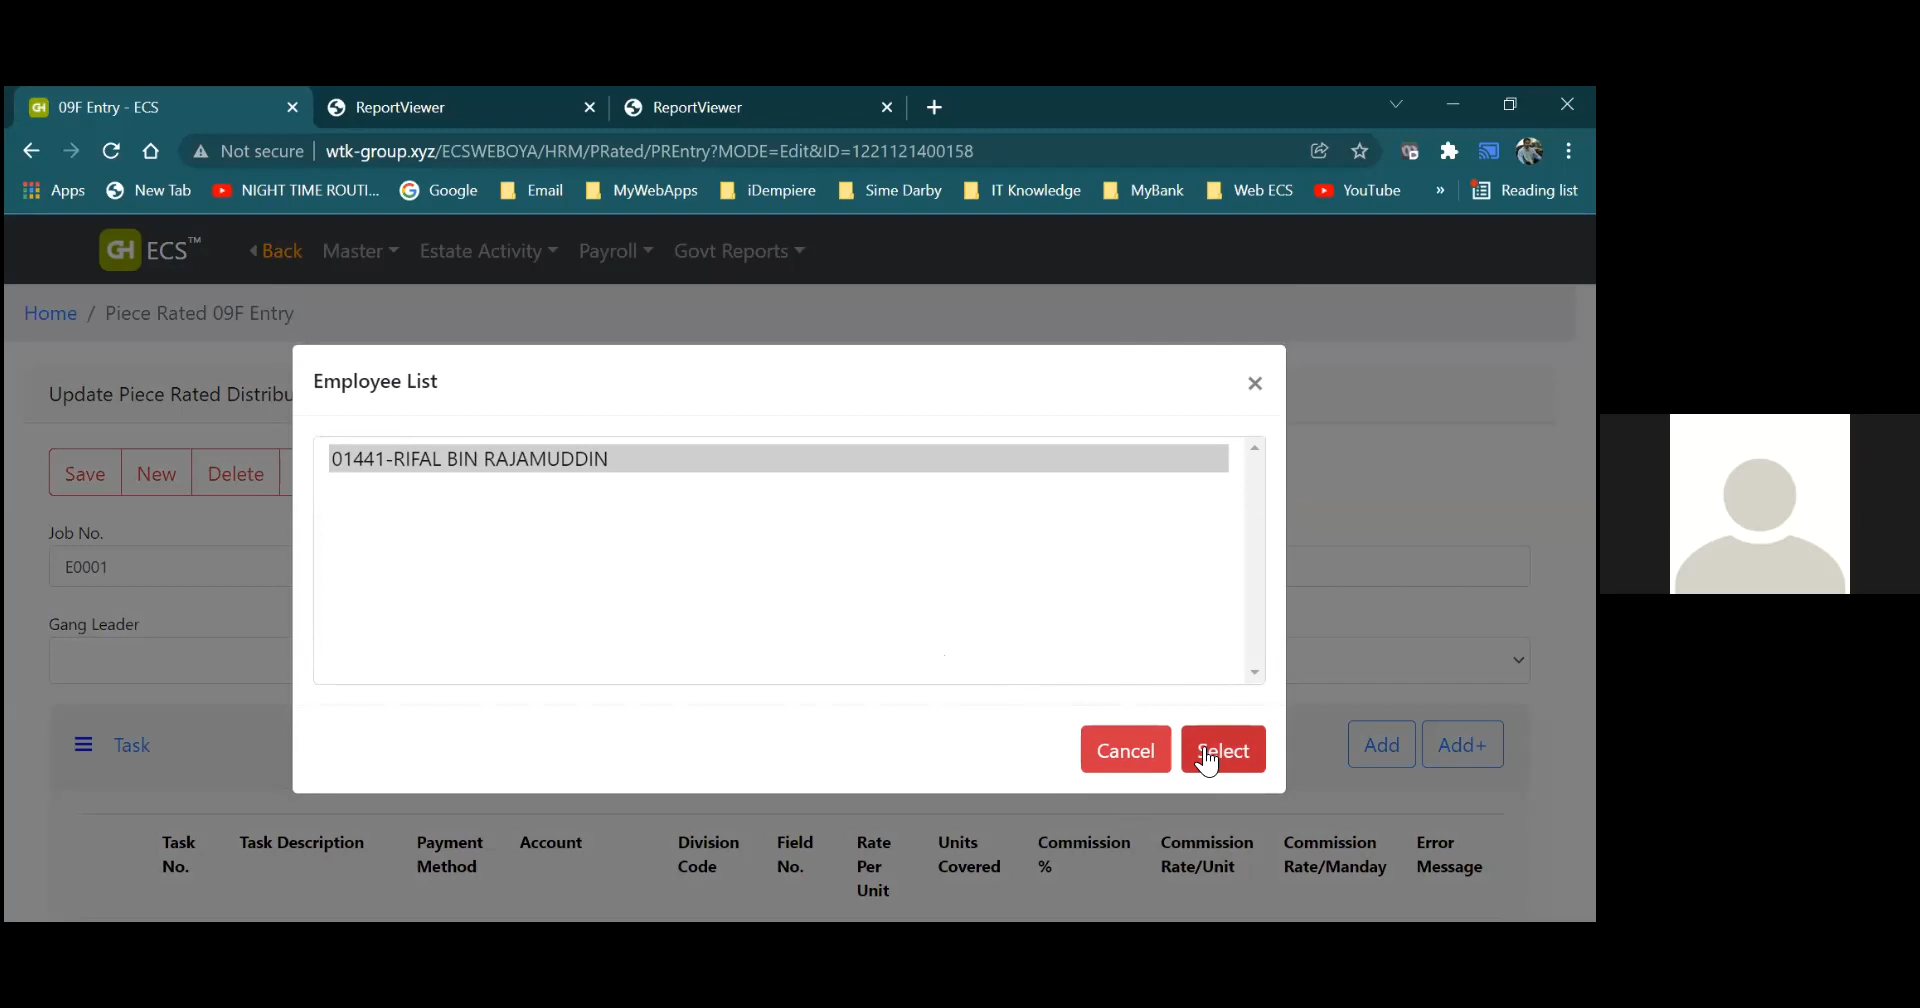 09F Entry - ECS
ReportViewer
ReportViewer
Not secure
wtk-group.xyz/ECSWEBOYA/HRM/PRated/PREntry?MODE=Edit&ID=1221121400158
Apps
New Tab
NIGHT TIME ROUTI...
Google
Email
MyWebApps
iDempiere
Sime Darby
IT Knowledge
MyBank
Web ECS
YouTube
»
Reading list
GH ECS™
Back
Master
Estate Activity
Payroll
Govt Reports
Home / Piece Rated 09F Entry
Update Piece Rated Distribu
Employee List
01441-RIFAL BIN RAJAMUDDIN
Save
New
Delete
Job No.
E0001
Gang Leader
Cancel
Select
Task
Add
Add+
Task No.
Task Description
Payment Method
Account
Division Code
Field No.
Rate Per Unit
Units Covered
Commission %
Commission Rate/Unit
Commission Rate/Manday
Error Message